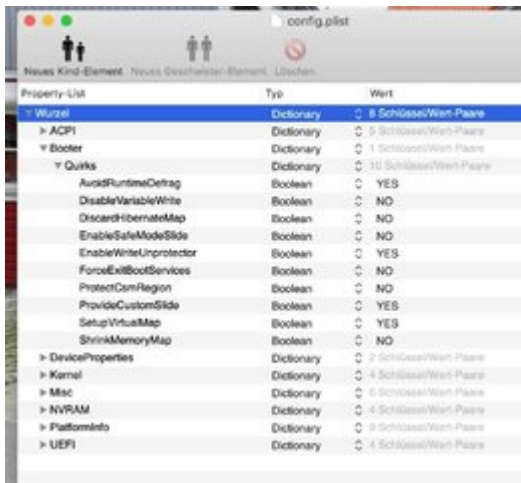 config.plist
Neues Kind-Element Neues Geschwister-Element Löschen
Property-List Typ Wert
Wurzel Dictionary 8 Schlüssel/Wert-Paare
ACPI Dictionary 5 Schlüssel/Wert-Paare
Booter Dictionary 1 Schlüssel/Wert-Paare
Quirks Dictionary 10 Schlüssel/Wert-Paare
AvoidRuntimeDefrag Boolean YES
DisableVariableWrite Boolean NO
DiscardHibernateMap Boolean NO
EnableSafeModeSlide Boolean NO
EnableWriteUnprotector Boolean YES
ForceExitBootServices Boolean NO
ProtectCsmRegion Boolean NO
ProvideCustomSlide Boolean YES
SetupVirtualMap Boolean YES
ShrinkMemoryMap Boolean NO
DeviceProperties Dictionary 2 Schlüssel/Wert-Paare
Kernel Dictionary 4 Schlüssel/Wert-Paare
Misc Dictionary 6 Schlüssel/Wert-Paare
NVRAM Dictionary 4 Schlüssel/Wert-Paare
PlatformInfo Dictionary 9 Schlüssel/Wert-Paare
UEFI Dictionary 4 Schlüssel/Wert-Paare